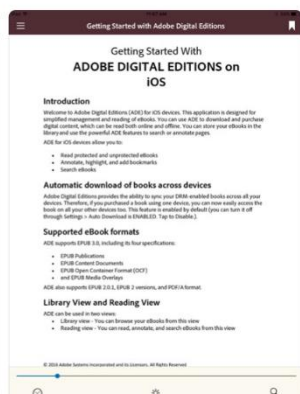 Getting Started with Adobe Digital Editions
Getting Started With
ADOBE DIGITAL EDITIONS on
iOS
Introduction
Welcome to Adobe Digital Editions (ADE) for iOS devices. This application is designed for
simplified management and reading of eBooks. You can use ADE to download and purchase
digital content, which can be read both online and offline. You can store your eBooks in the
library and use the powerful ADE features to search or annotate pages.
ADE for iOS devices allow you to:
• Read protected and unprotected eBooks
• Annotate, highlight, and add bookmarks
• Search eBooks
Automatic download of books across devices
Adobe Digital Editions provides the ability to sync your DRM-enabled books across all your
devices. Therefore, if you purchased a book using one device, you can now easily access the
book on all your other devices too. This feature is enabled by default (you can turn it off
through Settings > Auto Download is ENABLED. Tap to Disable.)
Supported eBook formats
ADE supports EPUB 3.0, including its four specifications:
• EPUB Publications
• EPUB Content Documents
• EPUB Open Container Format (OCF)
• and EPUB Media Overlays
ADE also supports EPUB 2.0.1, EPUB 2 versions, and PDF/A format.
Library View and Reading View
ADE can be used in two views:
• Library view - You can browse your eBooks from this view
• Reading view - You can read, annotate, and search eBooks from this view
© 2016 Adobe Systems Incorporated and its Licensors. All Rights Reserved